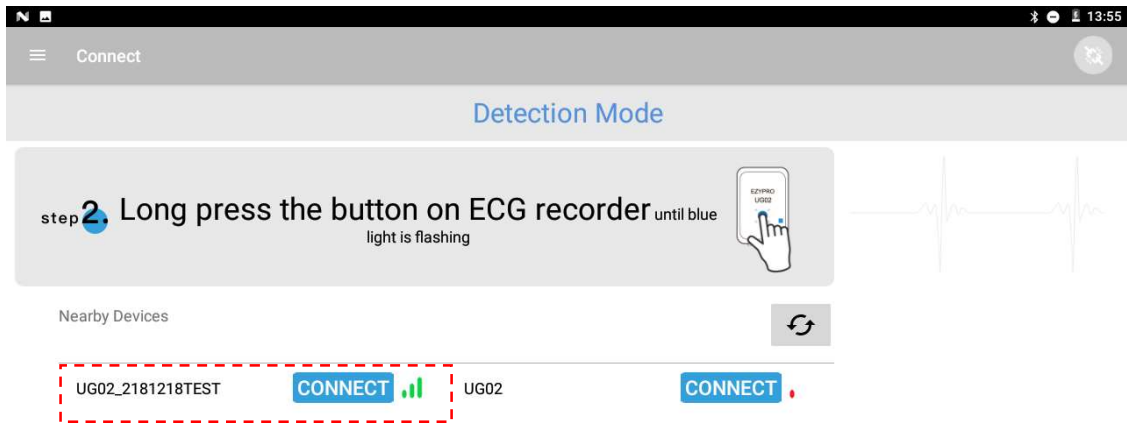 13:55
Connect
Detection Mode
step 2. Long press the button on ECG recorder until blue
light is flashing
EZYPRO
UG02
Nearby Devices
UG02_2181218TEST CONNECT UG02 CONNECT